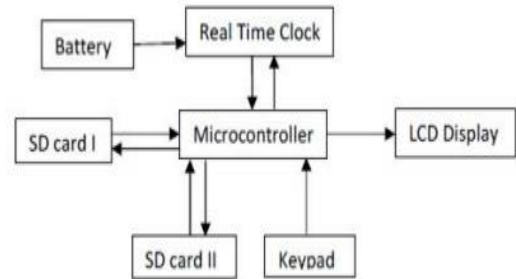 Real Time Clock
Battery
SD card I
Microcontroller
LCD Display
SD card II
Keypad